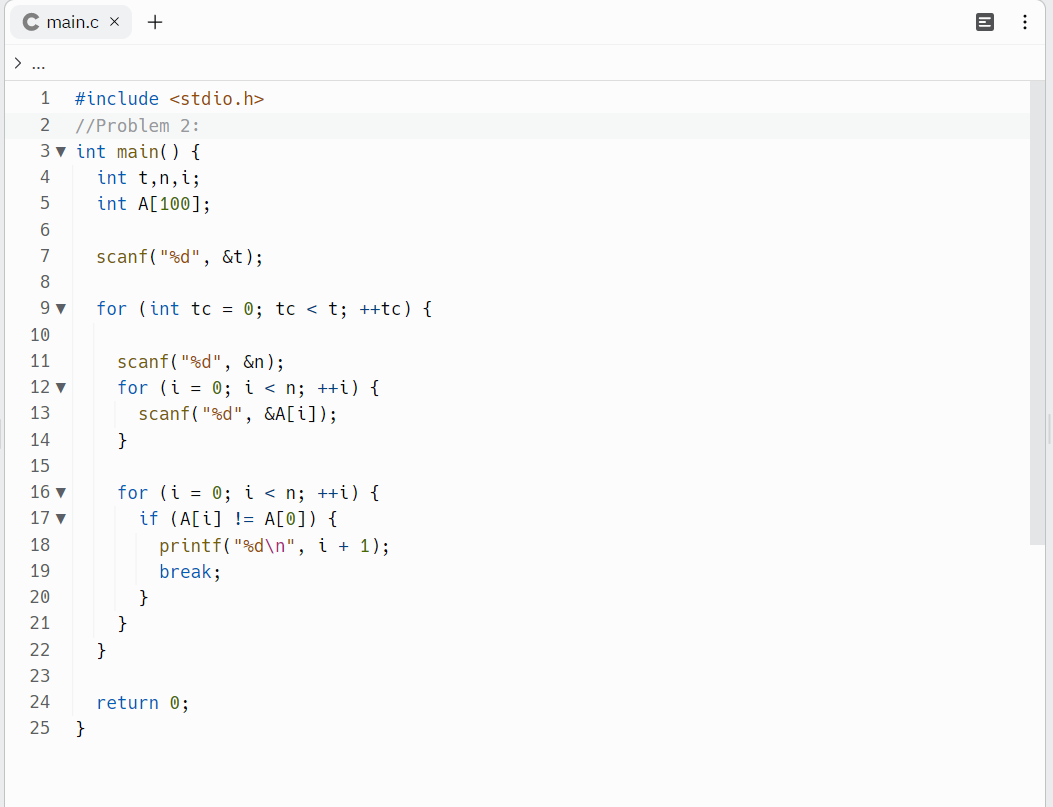 main.c × +
> ...
1 #include <stdio.h>
2 //Problem 2:
3 int main() {
4 int t,n,i;
5 int A[100];
6
7 scanf("%d", &t);
8
9 for (int tc = 0; tc < t; ++tc) {
10
11 scanf("%d", &n);
12 for (i = 0; i < n; ++i) {
13 scanf("%d", &A[i]);
14 }
15
16 for (i = 0; i < n; ++i) {
17 if (A[i] != A[0]) {
18 printf("%d\n", i + 1);
19 break;
20 }
21 }
22 }
23
24 return 0;
25 }